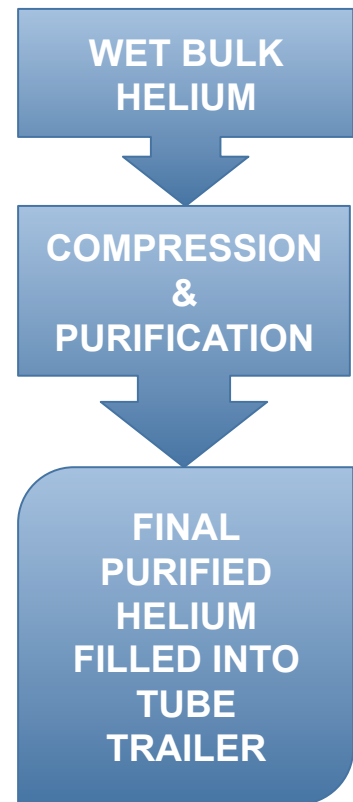 WET BULK
HELIUM
COMPRESSION
&
PURIFICATION
FINAL
PURIFIED
HELIUM
FILLED INTO
TUBE
TRAILER